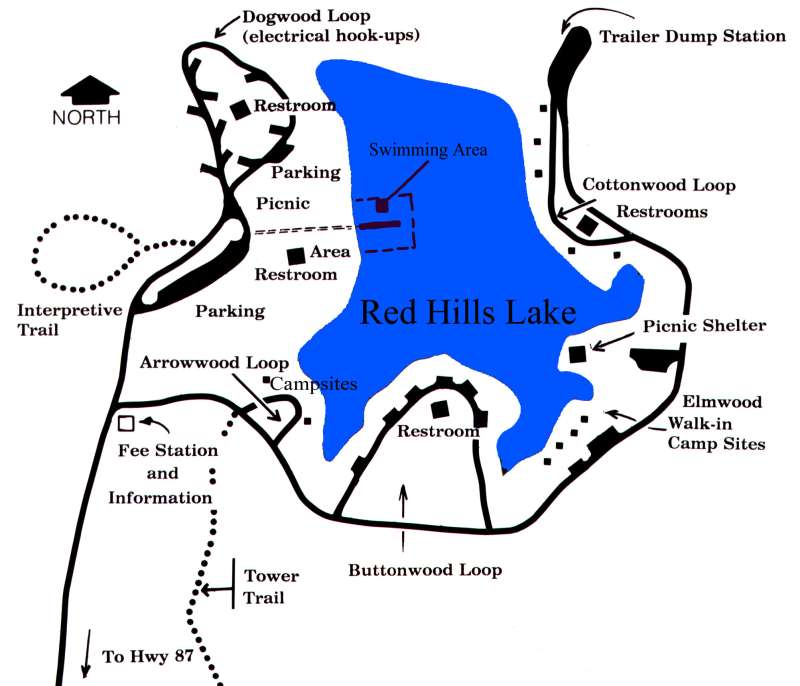 Dogwood Loop
(electrical hook-ups)
Trailer Dump Station
NORTH
Restroom
Swimming Area
Parking
Cottonwood Loop
Picnic
Restrooms
Area
Restroom
Interpretive
Trail
Parking
Red Hills Lake
Picnic Shelter
Arrowwood Loop
Campsites
Elmwood
Walk-in
Camp Sites
Restroom
Fee Station
and
Information
Buttonwood Loop
Tower
Trail
To Hwy 87